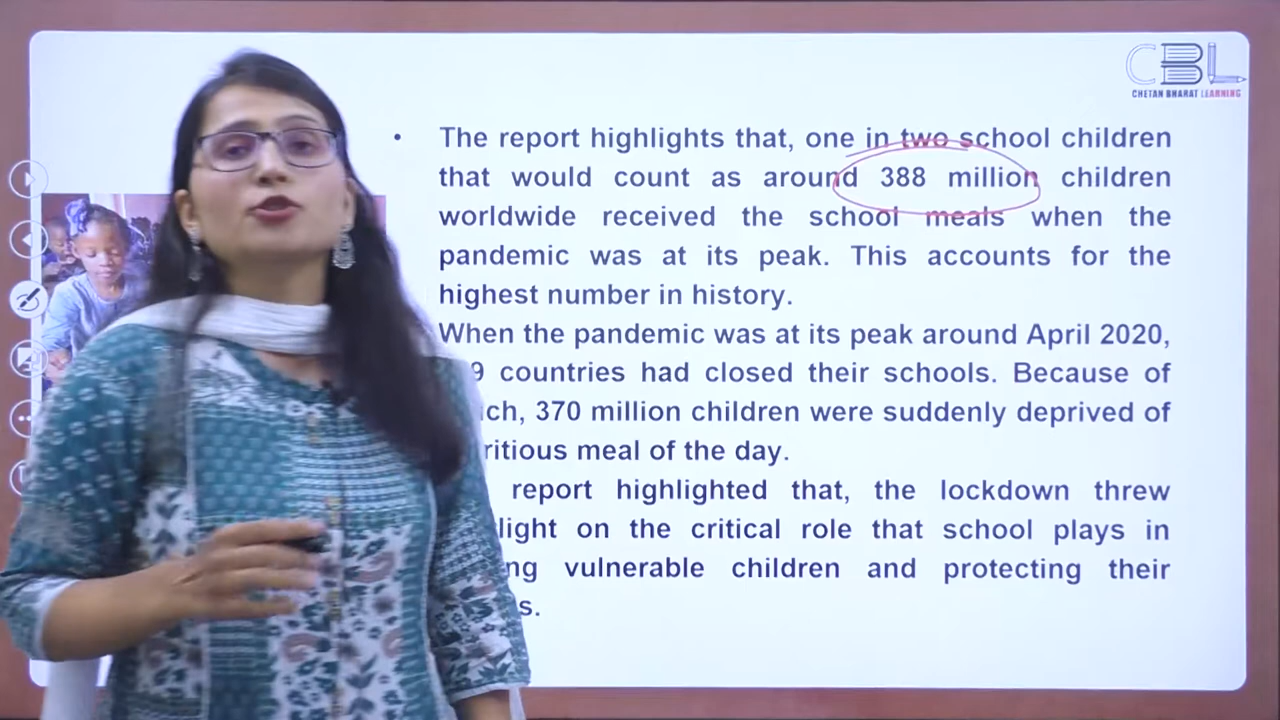 CBL
CHETAN BHARAT LEARNING
• The report highlights that, one in two school children
that would count as around 388 million children
worldwide received the school meals when the
pandemic was at its peak. This accounts for the
highest number in history.
When the pandemic was at its peak around April 2020,
countries had closed their schools. Because of
370 million children were suddenly deprived of
meal of the day.
report highlighted that, the lockdown threw
on the critical role that school plays in
vulnerable children and protecting their